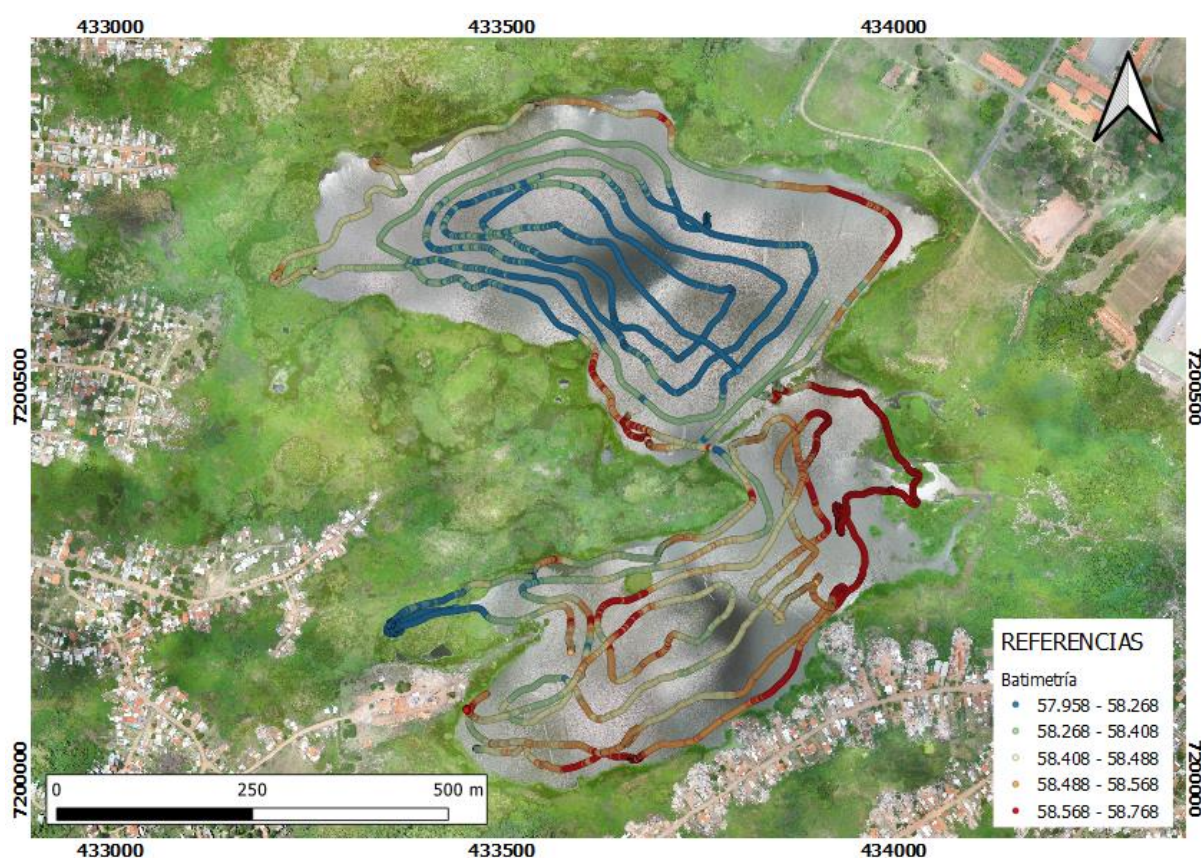 433000 433500 434000
7200500 7200500
7200000 7200000
REFERENCIAS
Batimetría
57.958 - 58.268
58.268 - 58.408
58.408 - 58.488
58.488 - 58.568
58.568 - 58.768
0 250 500 m
433000 433500 434000